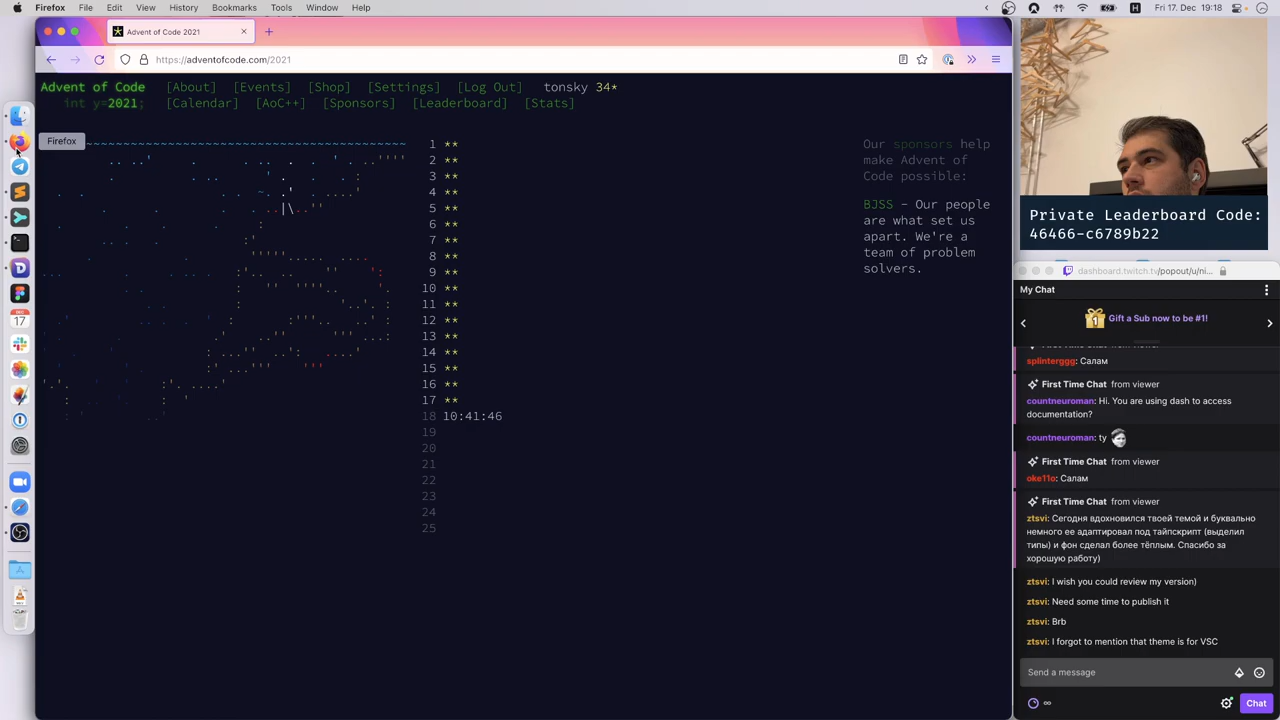 Firefox File Edit View History Bookmarks Tools Window Help
Fri 17. Dec 19:18
Advent of Code 2021
https://adventofcode.com/2021
Advent of Code [About] [Events] [Shop] [Settings] [Log Out] tonsky 34*
int y=2021; [Calendar] [AoC++] [Sponsors] [Leaderboard] [Stats]
Firefox
1 **
2 **
3 **
4 **
5 **
6 **
7 **
8 **
9 **
10 **
11 **
12 **
13 **
14 **
15 **
16 **
17 **
18 10:41:46
19
20
21
22
23
24
25
Our sponsors help
make Advent of
Code possible:
BJSS - Our people
are what set us
apart. We're a
team of problem
solvers.
DEC
17
Private Leaderboard Code:
46466-c6789b22
dashboard.twitch.tv/popout/u/ni...
My Chat
Gift a Sub now to be #1!
splinterggg: Салам
First Time Chat from viewer
countneuroman: Hi. You are using dash to access
documentation?
countneuroman: ty
First Time Chat from viewer
oke11o: Салам
First Time Chat from viewer
ztsvi: Сегодня вдохновился твоей темой и буквально
немного ее адаптировал под тайпскрипт (выделил
типы) и фон сделал более тёплым. Спасибо за
хорошую работу)
ztsvi: I wish you could review my version)
ztsvi: Need some time to publish it
ztsvi: Brb
ztsvi: I forgot to mention that theme is for VSC
Send a message
Chat